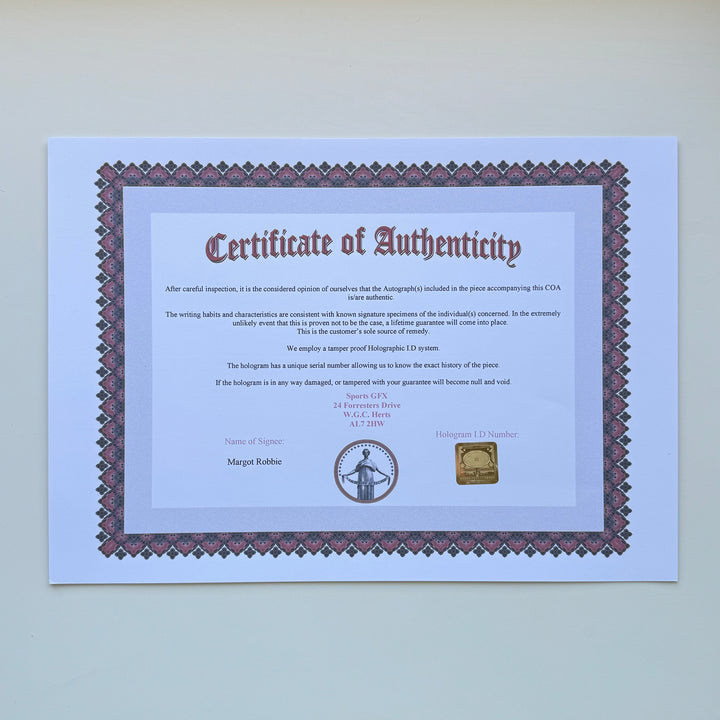 Certificate of Authenticity
After careful inspection, it is the considered opinion of ourselves that the Autograph(s) included in the piece accompanying this COA
is/are authentic.
The writing habits and characteristics are consistent with known signature specimens of the individual(s) concerned. In the extremely
unlikely event that this is proven not to be the case, a lifetime guarantee will come into place.
This is the customer's sole source of remedy.
We employ a tamper proof Holographic I.D system.
The hologram has a unique serial number allowing us to know the exact history of the piece.
If the hologram is in any way damaged, or tampered with your guarantee will become null and void.
Sports GFX
24 Forresters Drive
W.G.C. Herts
AL7 2HW
Name of Signee:
Hologram I.D Number:
Margot Robbie